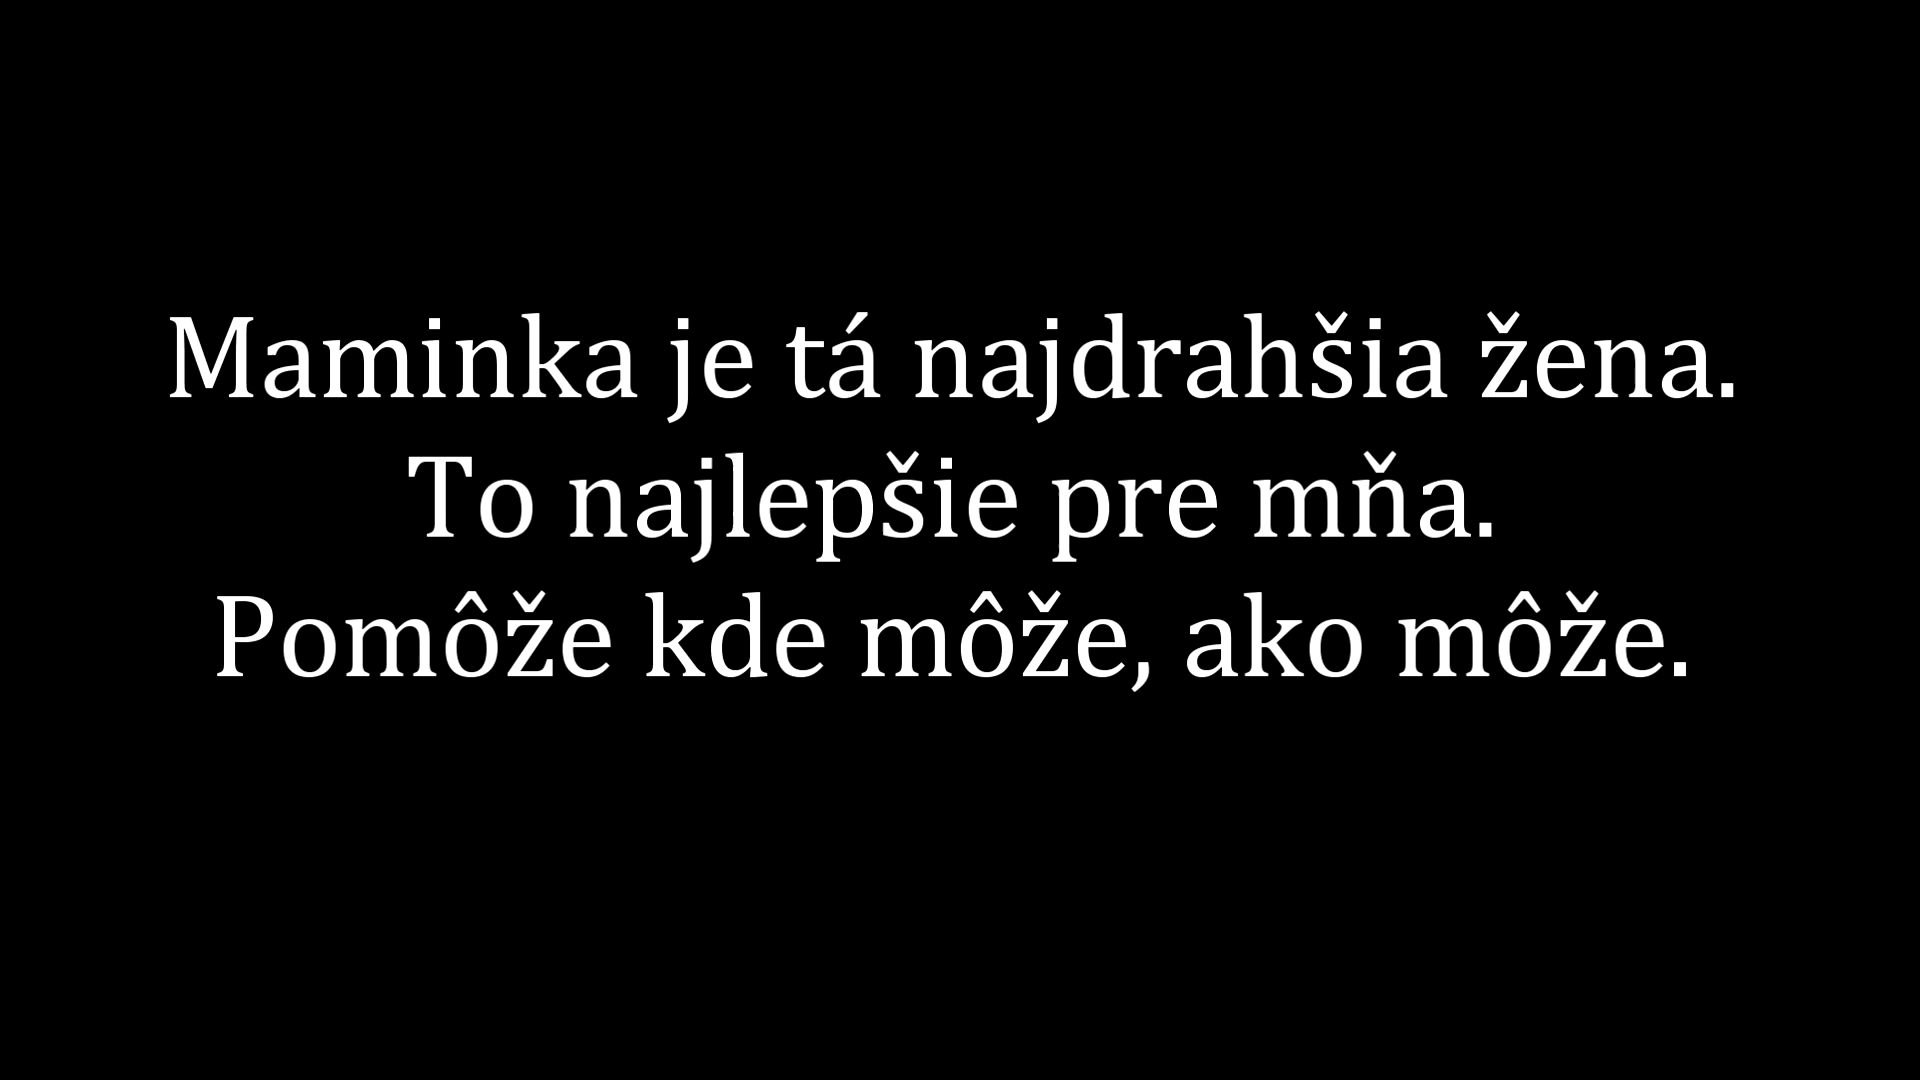 Maminka je tá najdrahšia žena.
To najlepšie pre mňa.
Pomôže kde môže, ako môže.